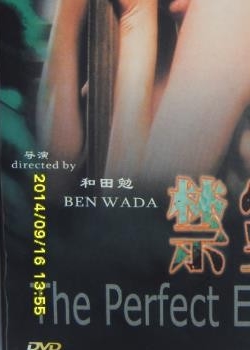 导演
directed by
和田勉
BEN WADA
禁
The Perfect E
DVD
2014/09/16 13:55